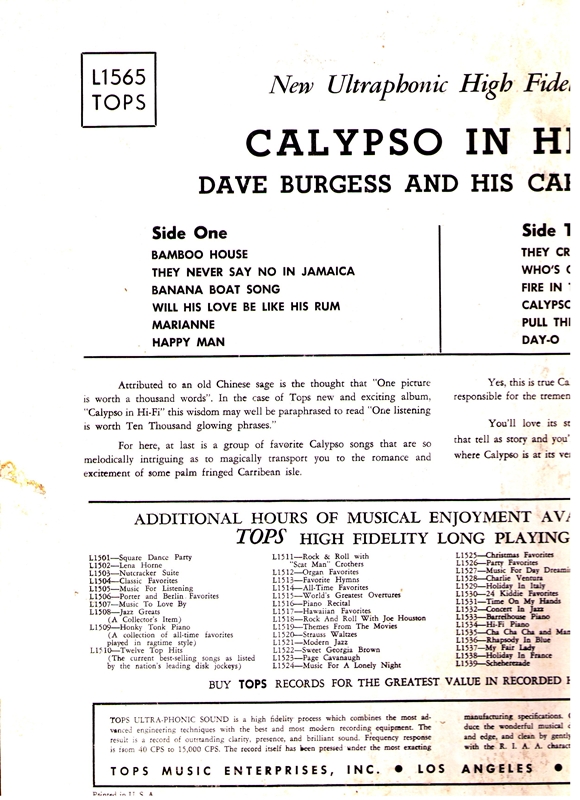 L1565
TOPS
New Ultraphonic High
CALYPSO IN
DAVE BURGESS AND HIS
Side One
BAMBOO HOUSE
THEY NEVER SAY NO IN JAMAICA
BANANA BOAT SONG
WILL HIS LOVE BE LIKE HIS RUM
MARIANNE
HAPPY MAN
Side
THEY
WHO'S
FIRE IN
CALYPSO
PULL
DAY-O
Attributed to an old Chinese sage is the thought that "One picture
is worth a thousand words". In the case of Tops new and exciting album,
"Calypso in Hi-Fi" this wisdom may well be paraphrased to read "One listening
is worth Ten Thousand glowing phrases."
For here, at last is a group of favorite Calypso songs that are so
melodically intriguing as to magically transport you to the romance and
excitement of some palm fringed Carribean isle.
Yes, this is true
responsible for the
You'll love its
that tell as story and
where Calypso is at its
ADDITIONAL HOURS OF MUSICAL ENJOYMENT
TOPS HIGH FIDELITY LONG PLAYING
L1501—Square Dance Party
L1502—Lena Horne
L1503—Nutcracker Suite
L1504—Classic Favorites
L1505—Music For Listening
L1506—Porter and Berlin Favorites
L1507—Music To Love By
L1508—Jazz Greats
(A Collector's Item)
L1509—Honky Tonk Piano
(A collection of all-time favorites
played in ragtime style)
L1510—Twelve Top Hits
(The current best-selling songs as listed
by the nation's leading disk jockeys)
L1511—Rock & Roll with
"Scat Man" Crothers
L1512—Organ Favorites
L1513—Favorite Hymns
L1514—All-Time Favorites
L1515—World's Greatest Overtures
L1516—Piano Recital
L1517—Hawaiian Favorites
L1518—Rock And Roll With Joe Houston
L1519—Themes From The Movies
L1520—Strauss Waltzes
L1521—Modern Jazz
L1522—Sweet Georgia Brown
L1523—Page Cavanaugh
L1524—Music For A Lonely Night
L1525—Christmas Favorites
L1526—Party Favorites
L1527—Music For Day
L1528—Charlie Ventura
L1529—Holiday In Italy
L1530—24 Kiddie Favorites
L1531—Time On My Hands
L1532—Concert In Jazz
L1533—Barrelhouse Piano
L1534—Hi-Fi Piano
L1535—Cha Cha Cha and
L1536—Rhapsody In Blue
L1537—My Fair Lady
L1538—Holiday In France
L1539—Scheherezade
BUY TOPS RECORDS FOR THE GREATEST VALUE IN RECORDED
TOPS ULTRA-PHONIC SOUND is a high fidelity process which combines the most ad-
vanced engineering techniques with the best and most modern recording equipment. The
result is a record of outstanding clarity, presence, and brilliant sound. Frequency response
is from 40 CPS to 15,000 CPS. The record itself has been pressed under the most exacting
manufacturing specifications.
duce the wonderful musical
and edge, and clean by
with the R. I. A. A.
TOPS MUSIC ENTERPRISES, INC. ● LOS ANGELES ●
Printed in U. S. A.